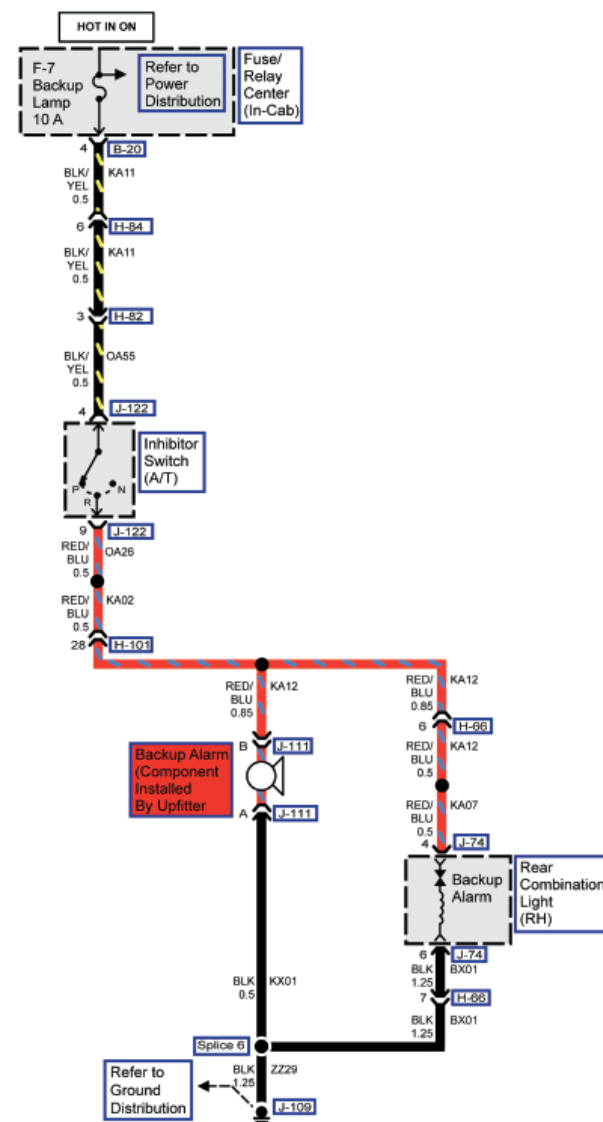 HOT IN ON
F-7
Backup
Lamp
10 A
Refer to
Power
Distribution
Fuse/
Relay
Center
(In-Cab)
4 B-20
BLK/
YEL
0.5
KA11
6 H-84
BLK/
YEL
0.5
KA11
3 H-82
BLK/
YEL
0.5
OA55
4 J-122
P
R
N
Inhibitor
Switch
(A/T)
9 J-122
RED/
BLU
0.5
OA26
RED/
BLU
0.5
KA02
28 H-101
RED/
BLU
0.85
KA12
RED/
BLU
0.85
KA12
6 H-66
B J-111
RED/
BLU
0.5
KA12
Backup Alarm
(Component
Installed
By Upfitter
A J-111
RED/
BLU
0.5
KA07
4 J-74
Backup
Alarm
Rear
Combination
Light
(RH)
6 J-74
BLK
1.25
BX01
7 H-66
BLK
0.5
KX01
BLK
1.25
BX01
Splice 6
BLK
1.25
ZZ29
Refer to
Ground
Distribution
J-109